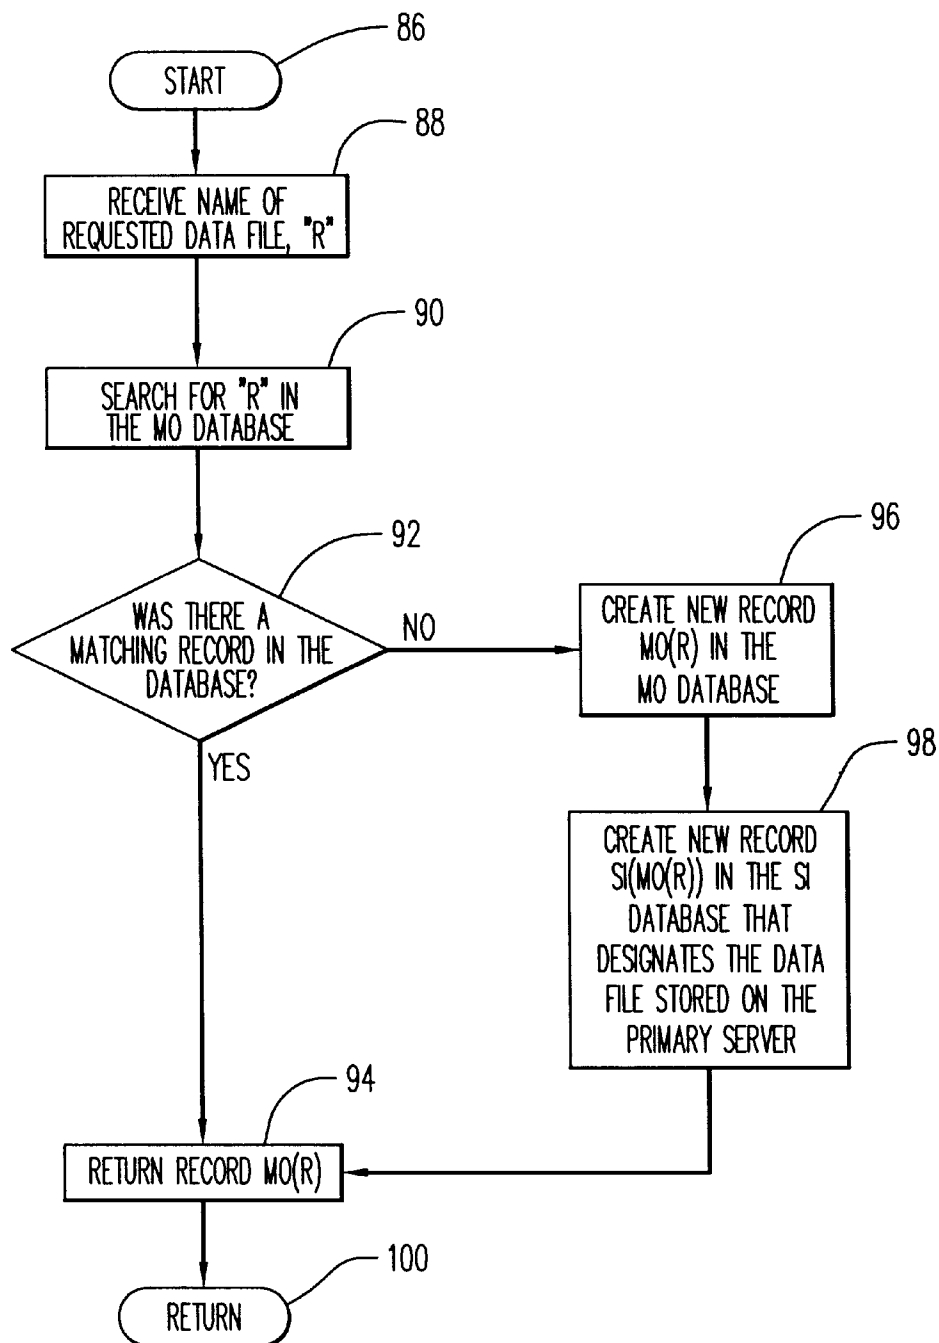 86
START
88
RECEIVE NAME OF
REQUESTED DATA FILE, "R"
90
SEARCH FOR "R" IN
THE MO DATABASE
92
WAS THERE A
MATCHING RECORD IN THE
DATABASE?
NO
YES
96
CREATE NEW RECORD
MO(R) IN THE
MO DATABASE
98
CREATE NEW RECORD
SI(MO(R)) IN THE SI
DATABASE THAT
DESIGNATES THE DATA
FILE STORED ON THE
PRIMARY SERVER
94
RETURN RECORD MO(R)
100
RETURN